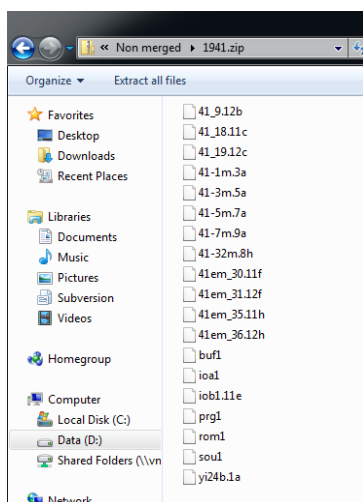 « Non merged ▸ 1941.zip
Organize ▾ Extract all files
Favorites
Desktop
Downloads
Recent Places
Libraries
Documents
Music
Pictures
Subversion
Videos
Homegroup
Computer
Local Disk (C:)
Data (D:)
Shared Folders (\\vn
Network
41_9.12b
41_18.11c
41_19.12c
41-1m.3a
41-3m.5a
41-5m.7a
41-7m.9a
41-32m.8h
41em_30.11f
41em_31.12f
41em_35.11h
41em_36.12h
buf1
ioa1
iob1.11e
prg1
rom1
sou1
yi24b.1a